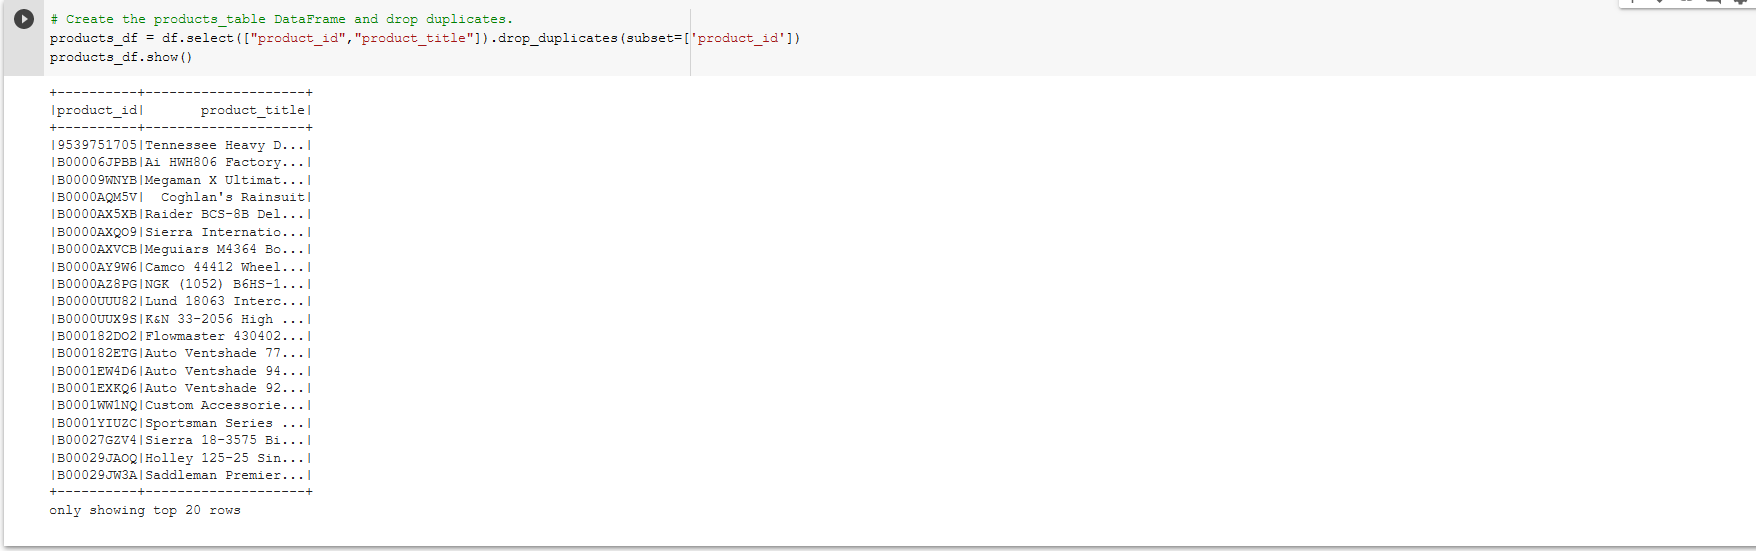 # Create the products_table DataFrame and drop duplicates.
products_df = df.select(["product_id","product_title"]).drop_duplicates(subset=['product_id'])
products_df.show()
+----------+--------------------+
|product_id|       product_title|
+----------+--------------------+
|9539751705|Tennessee Heavy D...|
|B00006JPBB|Ai HWH806 Factory...|
|B00009WNYB|Megaman X Ultimat...|
|B0000AQM5V|  Coghlan's Rainsuit|
|B0000AX5XB|Raider BCS-8B Del...|
|B0000AXQO9|Sierra Internatio...|
|B0000AXVCB|Meguiars M4364 Bo...|
|B0000AY9W6|Camco 44412 Wheel...|
|B0000AZ8PG|NGK (1052) B6HS-1...|
|B0000UUU82|Lund 18063 Interc...|
|B0000UUX9S|K&N 33-2056 High ...|
|B000182DO2|Flowmaster 430402...|
|B000182ETG|Auto Ventshade 77...|
|B0001EW4D6|Auto Ventshade 94...|
|B0001EXKQ6|Auto Ventshade 92...|
|B0001WW1NQ|Custom Accessorie...|
|B0001YIUZC|Sportsman Series ...|
|B00027GZV4|Sierra 18-3575 Bi...|
|B00029JAOQ|Holley 125-25 Sin...|
|B00029JW3A|Saddleman Premier...|
+----------+--------------------+
only showing top 20 rows